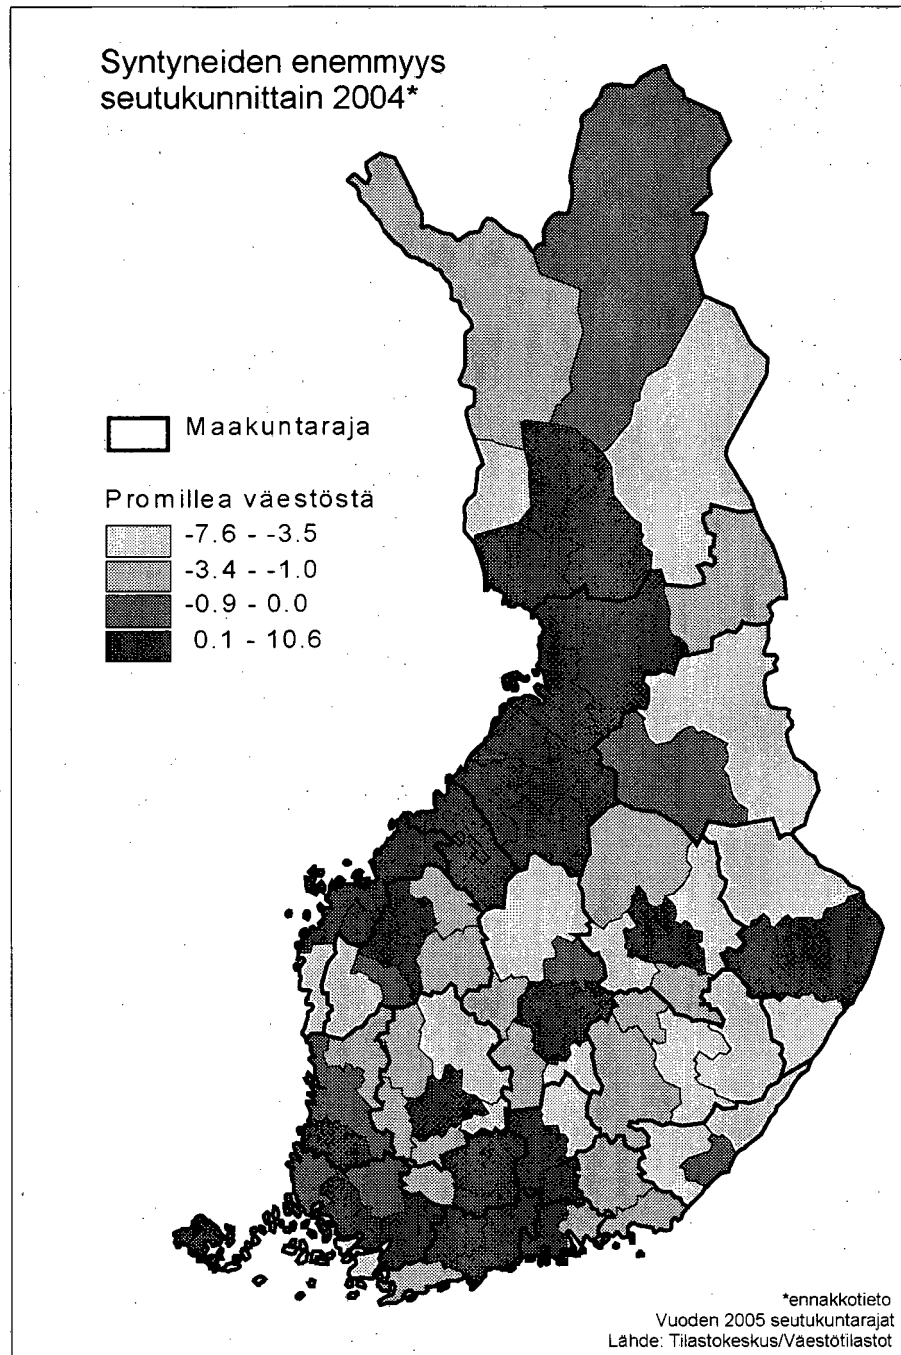 Syntyneiden enemmyys
seutukunnittain 2004*
Maakuntaraja
Promillea väestöstä
-7.6 - -3.5
-3.4 - -1.0
-0.9 - 0.0
0.1 - 10.6
*ennakkotieto
Vuoden 2005 seutukuntarajat
Lähde: Tilastokeskus/Väestötilastot